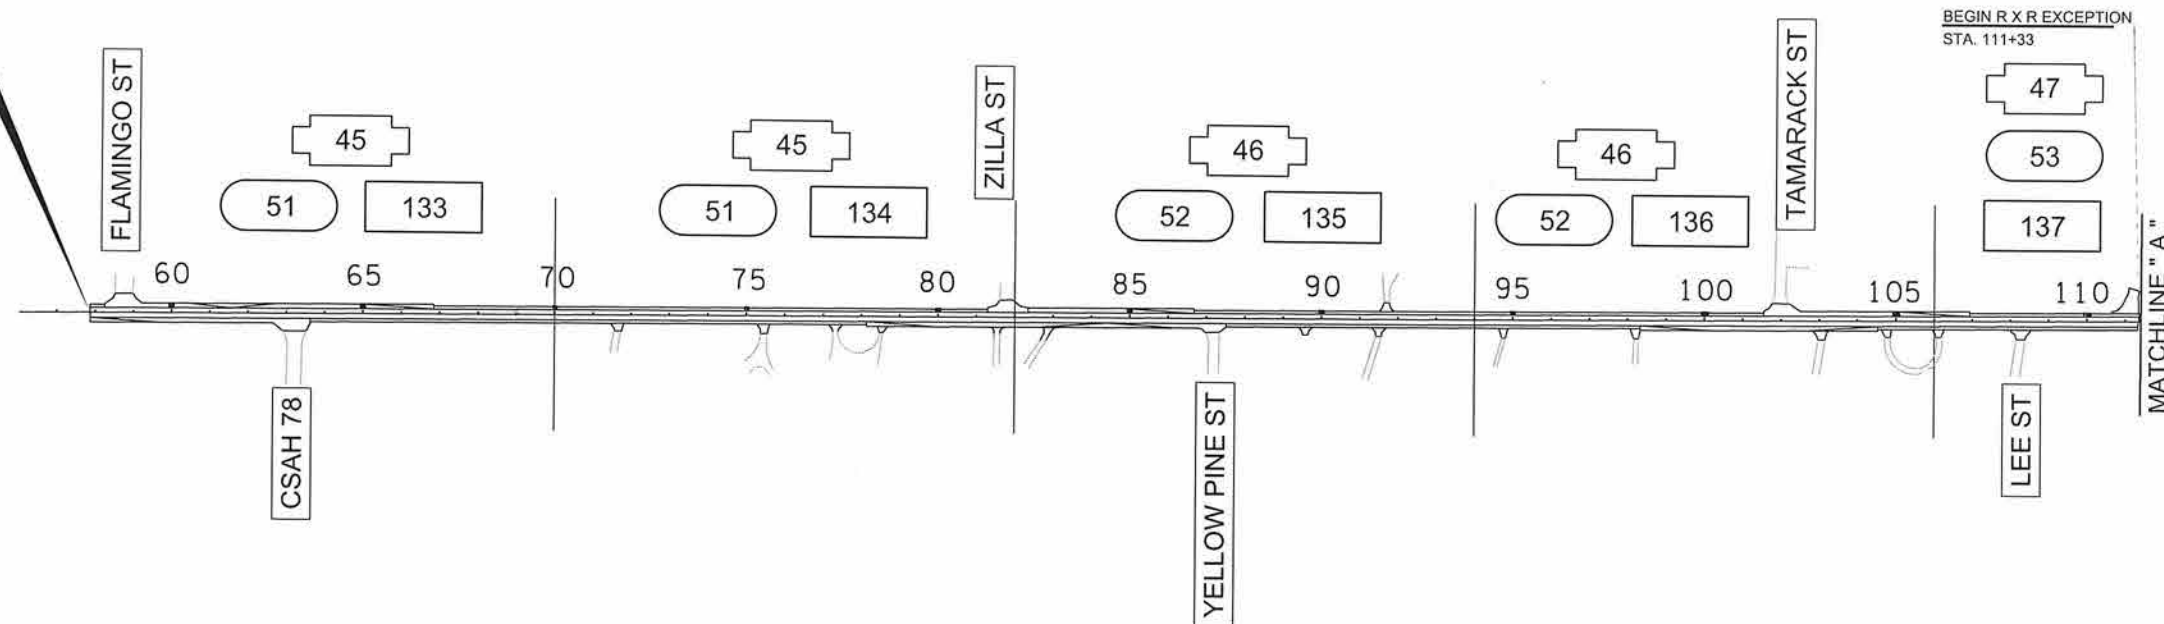 BEGIN R X R EXCEPTION
STA. 111+33
FLAMINGO ST
ZILLA ST
TAMARACK ST
45
45
46
46
47
53
51
133
51
134
52
135
52
136
137
60
65
70
75
80
85
90
95
100
105
110
MATCHLINE "A"
CSAH 78
YELLOW PINE ST
LEE ST